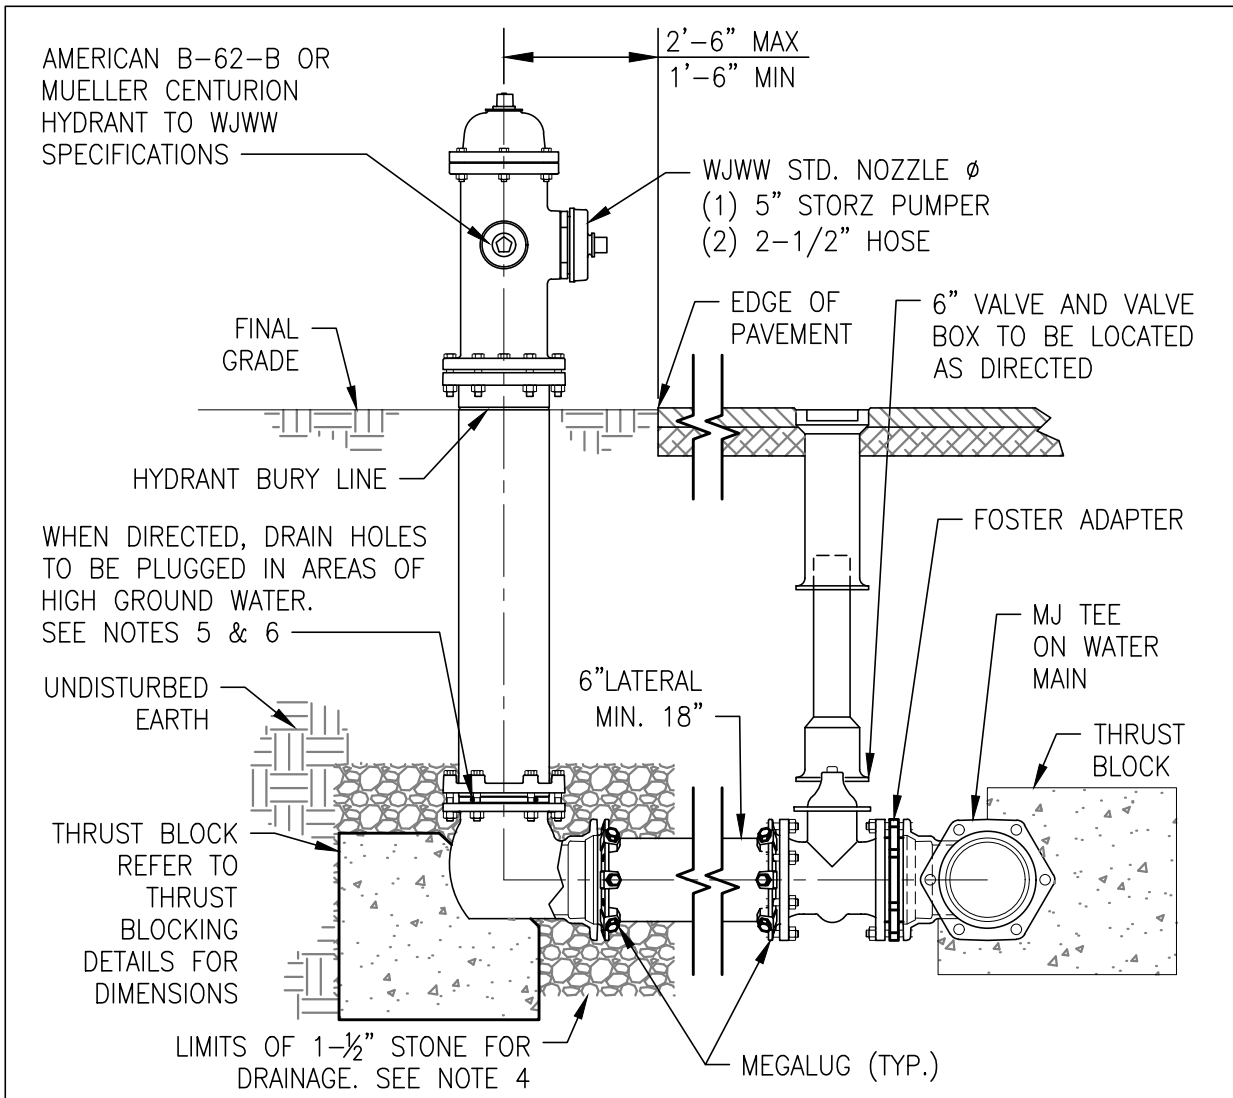 AMERICAN B-62-B OR
MUELLER CENTURION
HYDRANT TO WJWW
SPECIFICATIONS
2'-6" MAX
1'-6" MIN
WJWW STD. NOZZLE ø
(1) 5" STORZ PUMPER
(2) 2-1/2" HOSE
FINAL
GRADE
EDGE OF
PAVEMENT
6" VALVE AND VALVE
BOX TO BE LOCATED
AS DIRECTED
HYDRANT BURY LINE
FOSTER ADAPTER
WHEN DIRECTED, DRAIN HOLES
TO BE PLUGGED IN AREAS OF
HIGH GROUND WATER.
SEE NOTES 5 & 6
MJ TEE
ON WATER
MAIN
UNDISTURBED
EARTH
6"LATERAL
MIN. 18"
THRUST
BLOCK
THRUST BLOCK
REFER TO
THRUST
BLOCKING
DETAILS FOR
DIMENSIONS
LIMITS OF 1-½" STONE FOR
DRAINAGE. SEE NOTE 4
MEGALUG (TYP.)